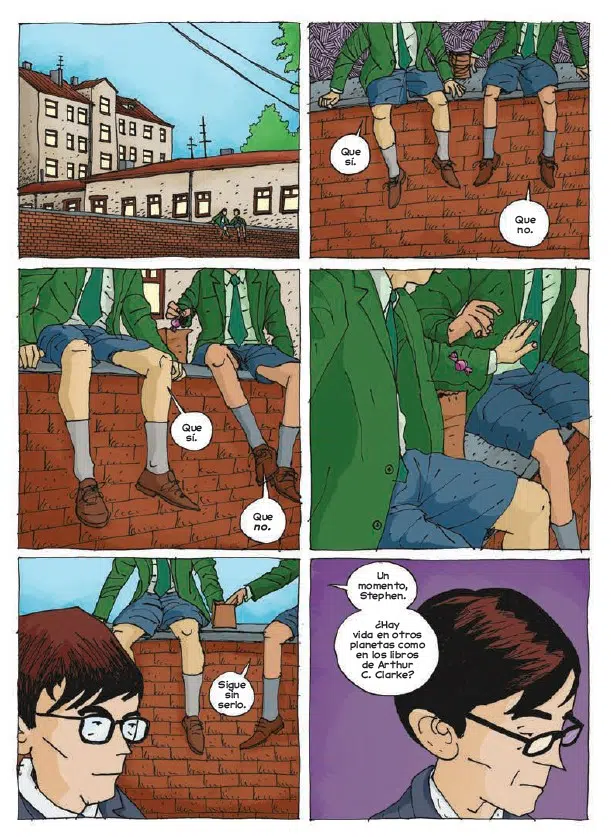 Que
sí.
Que
no.
Que
sí.
Que
no.
Sigue
sin
serlo.
Un
momento,
Stephen.
¿Hay
vida en otros
planetas como
en los libros
de Arthur
C. Clarke?